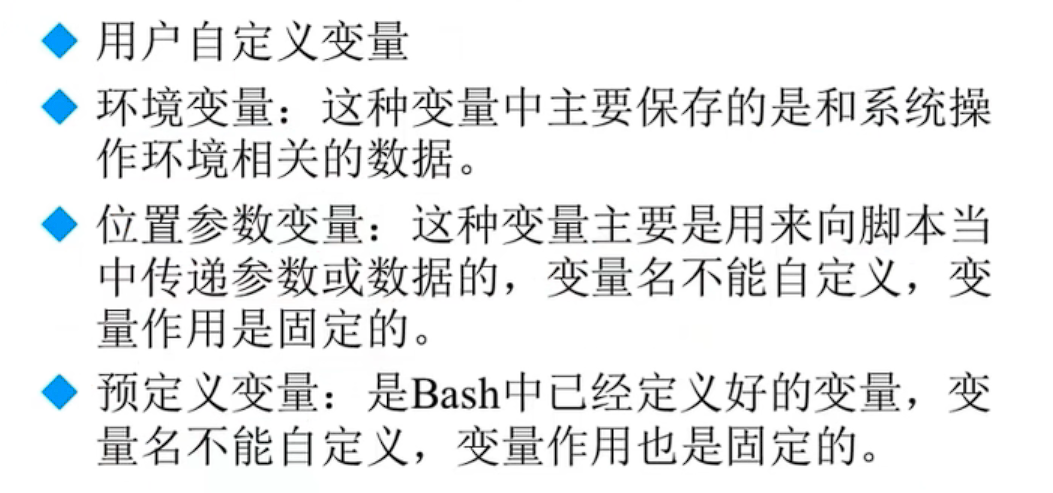 用户自定义变量
环境变量：这种变量中主要保存的是和系统操
作环境相关的数据。
位置参数变量：这种变量主要是用来向脚本当
中传递参数或数据的，变量名不能自定义，变
量作用是固定的。
预定义变量：是Bash中已经定义好的变量，变
量名不能自定义，变量作用也是固定的。